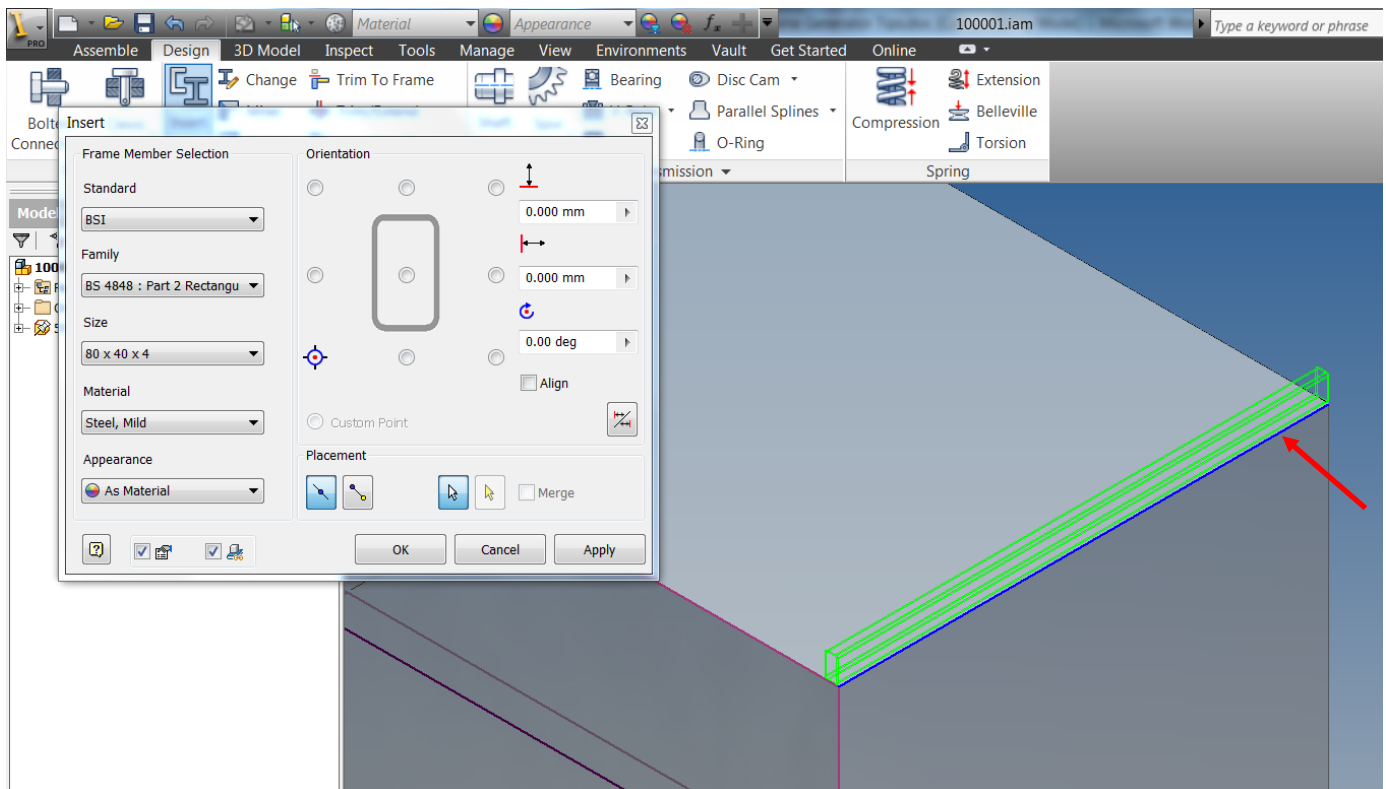 Material Appearance 100001.iam Type a keyword or phrase
PRO Assemble Design 3D Model Inspect Tools Manage View Environments Vault Get Started Online
Change Trim To Frame Bearing Disc Cam Extension
Parallel Splines Compression Belleville
O-Ring Torsion
Spring
Insert
Frame Member Selection
Standard
BSI
Family
BS 4848 : Part 2 Rectangu
Size
80 x 40 x 4
Material
Steel, Mild
Appearance
As Material
Orientation
0.000 mm
0.000 mm
0.00 deg
Align
Custom Point
Placement
Merge
OK Cancel Apply